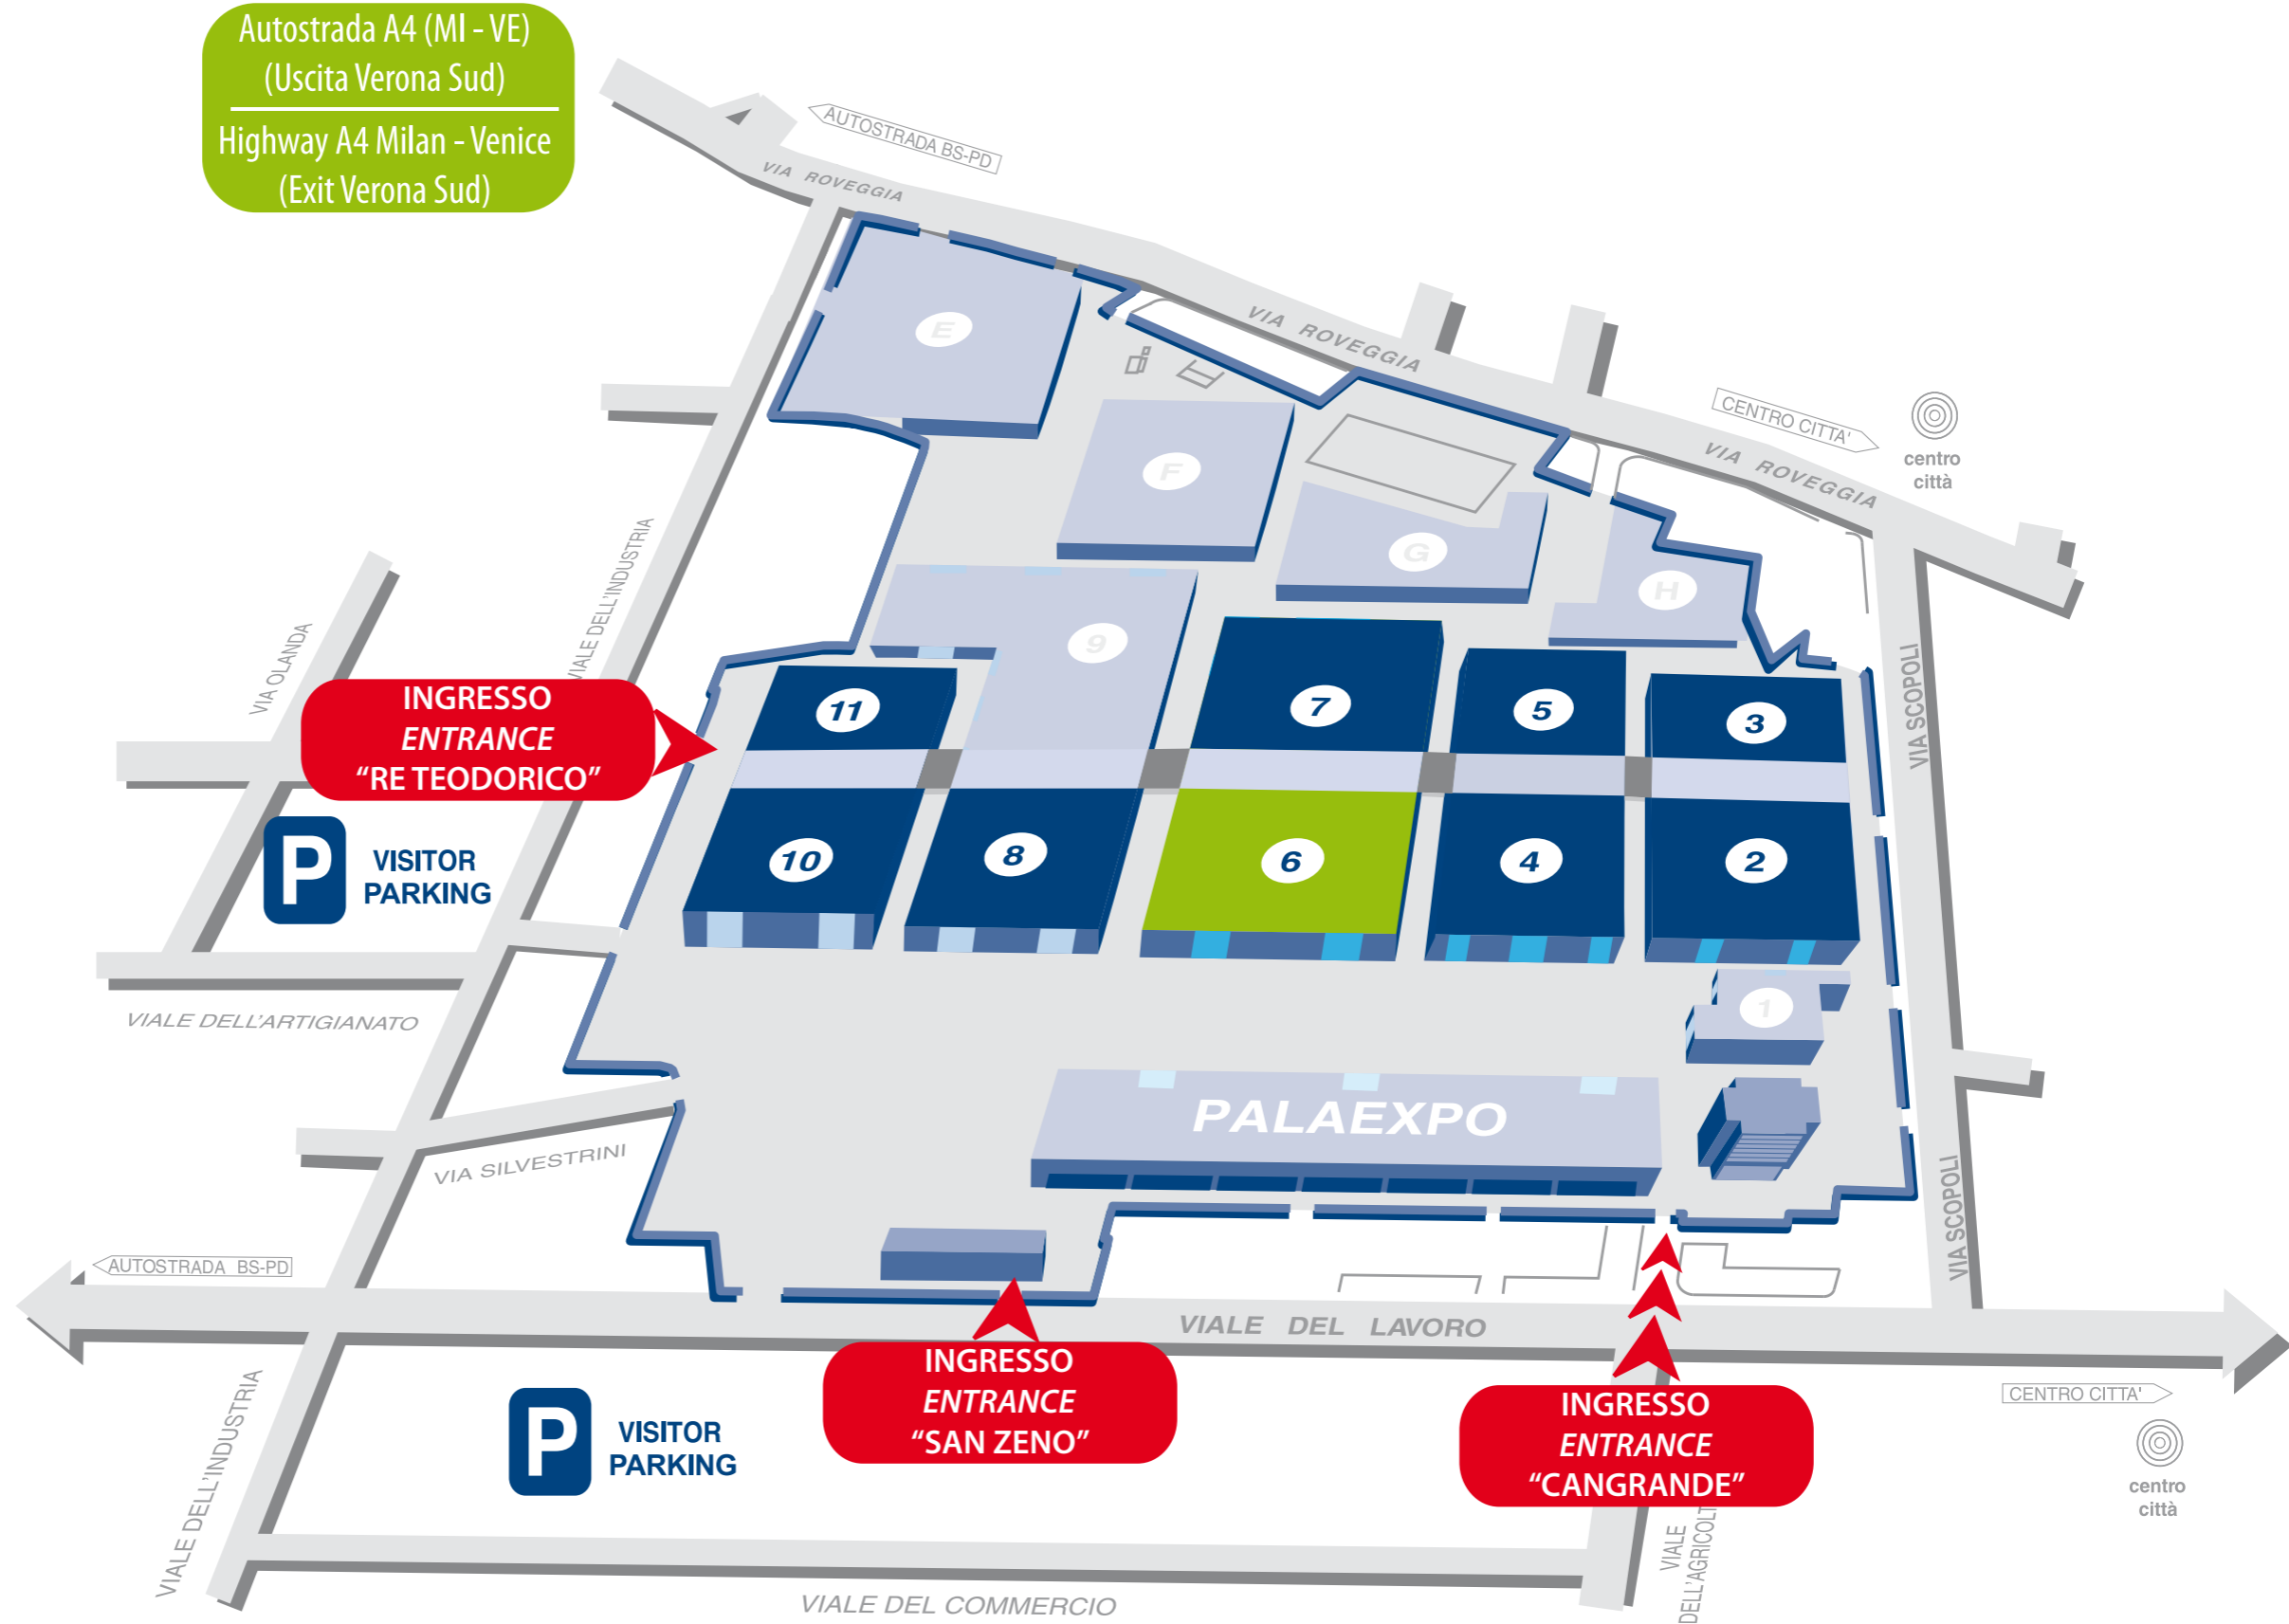 Autostrada A4 (MI - VE)
(Uscita Verona Sud)
Highway A4 Milan - Venice
(Exit Verona Sud)
AUTOSTRADA BS-PD
VIA ROVEGGIA
E
VIA ROVEGGIA
CENTRO CITTA'
centro
città
VIA ROVEGGIA
F
G
H
VIALE DELL'INDUSTRIA
VIA OLANDA
9
INGRESSO
ENTRANCE
"RE TEODORICO"
11
7
5
3
VIA SCOPOLI
10
8
6
4
2
P
VISITOR
PARKING
1
VIALE DELL'ARTIGIANATO
PALAEXPO
VIA SILVESTRINI
VIA SCOPOLI
AUTOSTRADA BS-PD
VIALE DEL LAVORO
INGRESSO
ENTRANCE
"SAN ZENO"
INGRESSO
ENTRANCE
"CANGRANDE"
CENTRO CITTA'
centro
città
VIALE DELL'INDUSTRIA
P
VISITOR
PARKING
VIALE
DELL'AGRICOLT
VIALE DEL COMMERCIO